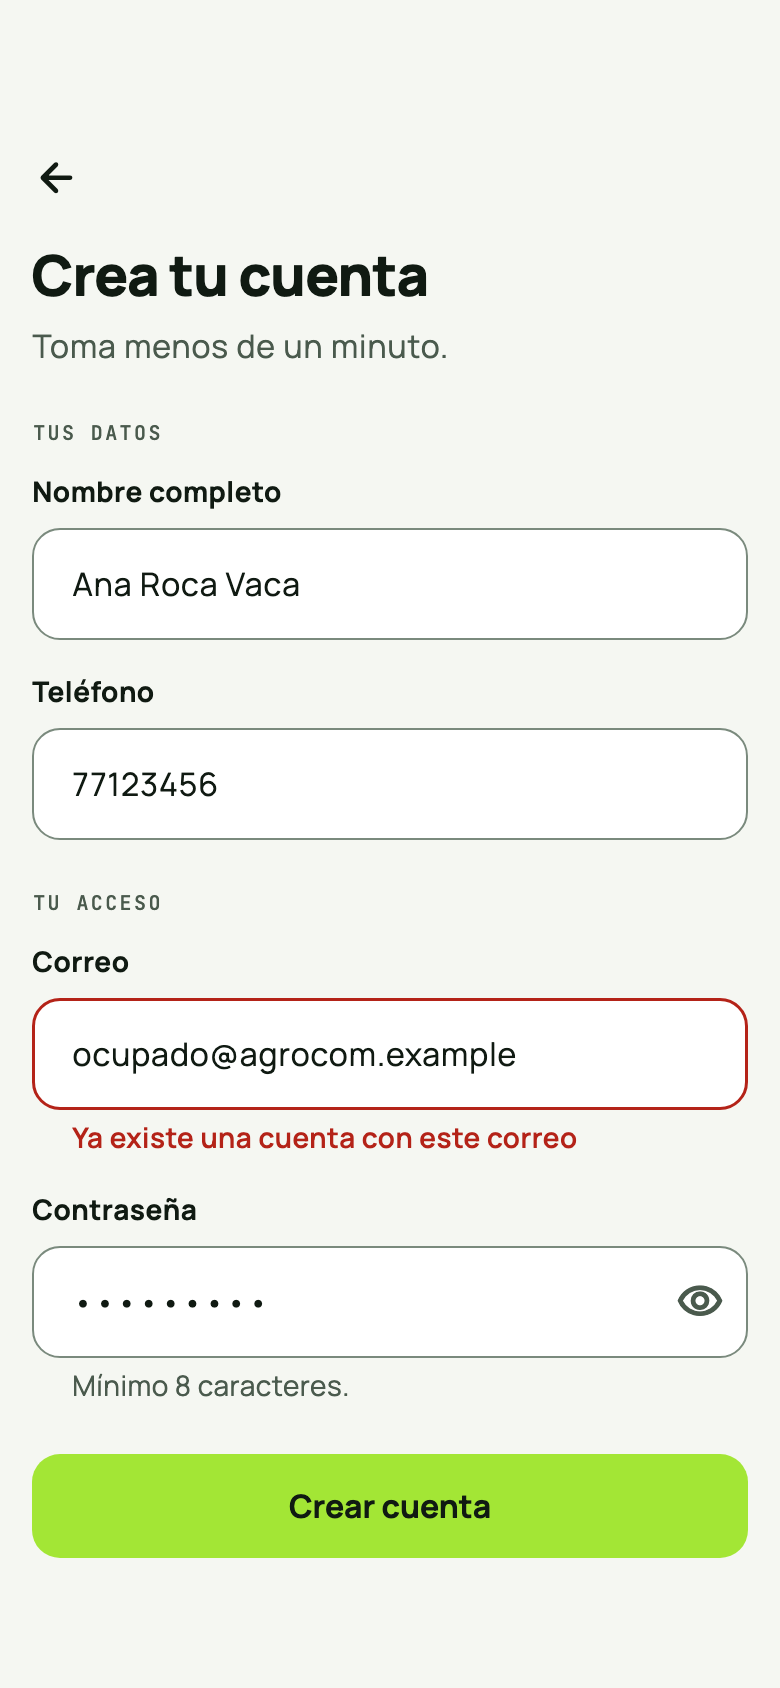 Crea tu cuenta
Toma menos de un minuto.
TUS DATOS
Nombre completo
Ana Roca Vaca
Teléfono
77123456
TU ACCESO
Correo
ocupado@agrocom.example
Ya existe una cuenta con este correo
Contraseña
•••••••••
Mínimo 8 caracteres.
Crear cuenta